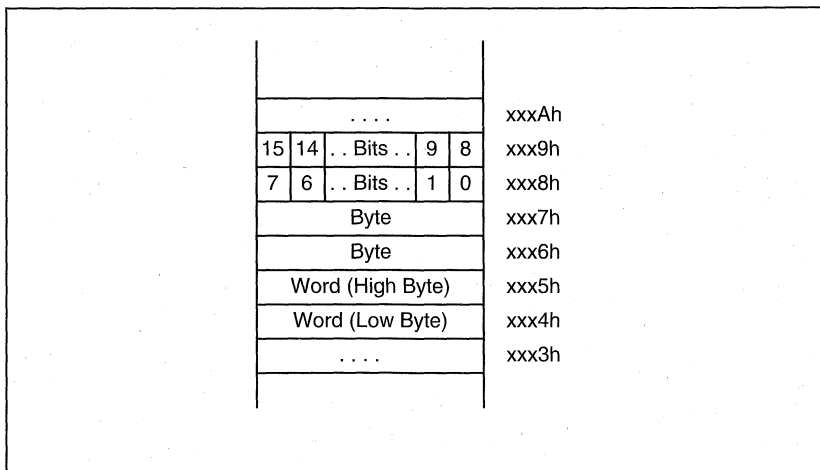 . . . . xxxAh
15 14 . . Bits . . 9 8 xxx9h
7 6 . . Bits . . 1 0 xxx8h
Byte xxx7h
Byte xxx6h
Word (High Byte) xxx5h
Word (Low Byte) xxx4h
. . . . xxx3h